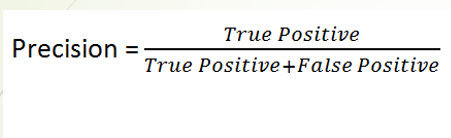 True Positive
Precision =
True Positive+False Positive